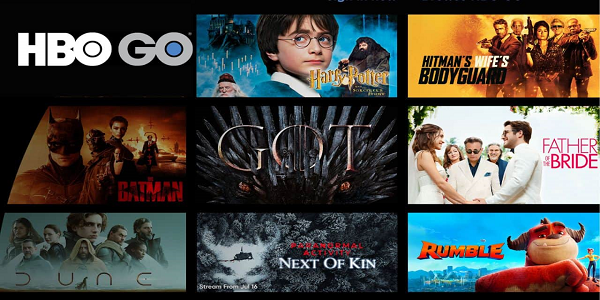 HBO GO
Harry Potter
HITMAN'S WIFE'S
BODYGUARD
THE
BATMAN
GOT
FATHER
OF THE
BRIDE
DUNE
PARANORMAL
ACTIVITY
NEXT OF KIN
Stream From Jul 16
RUMBLE